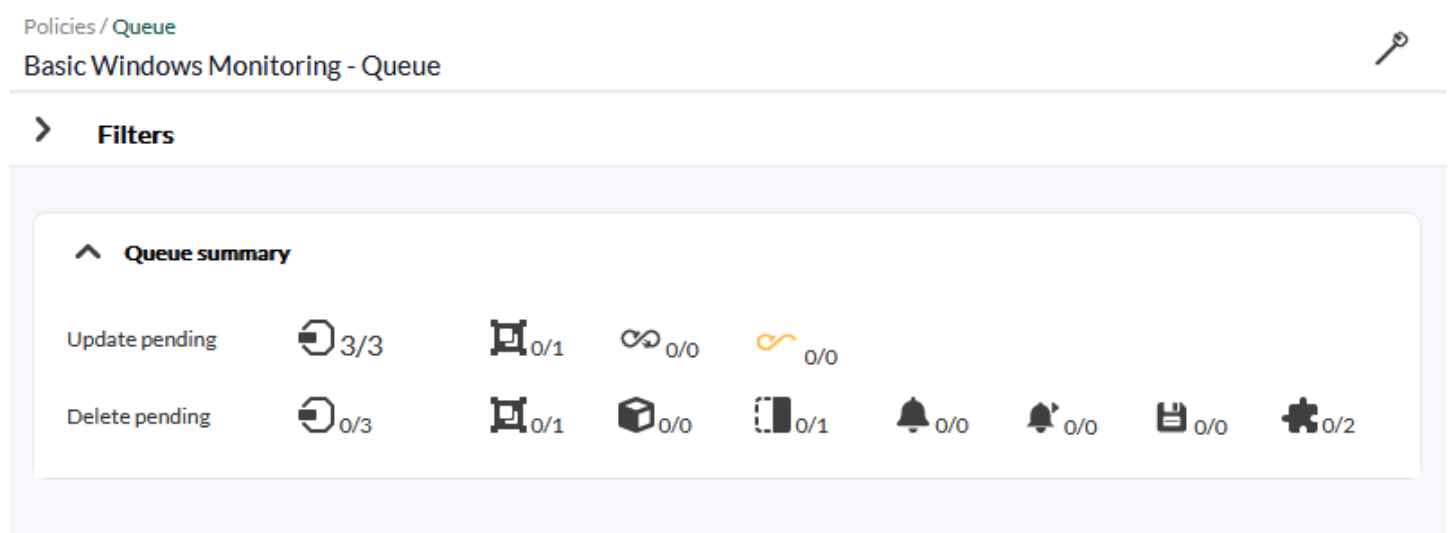 Policies / Queue
Basic Windows Monitoring - Queue
Filters
Queue summary
Update pending 3/3 0/1 0/0 0/0
Delete pending 0/3 0/1 0/0 0/1 0/0 0/0 0/0 0/2